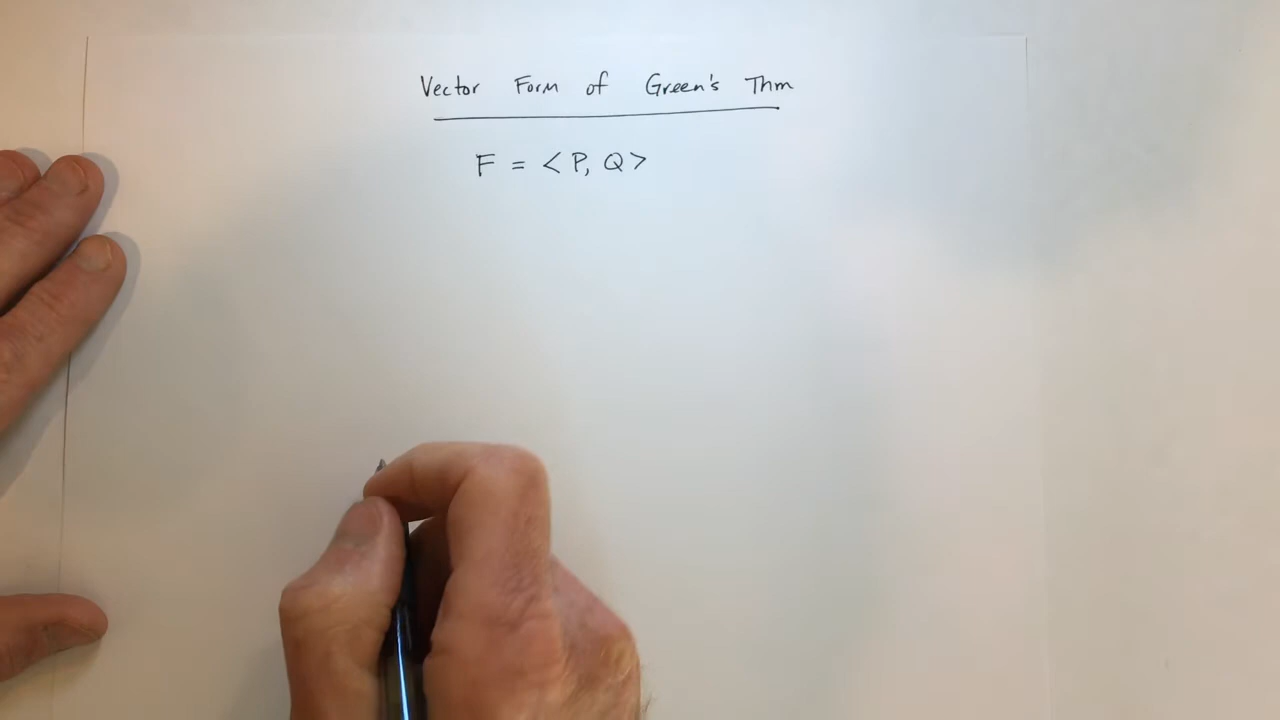 Vector Form of Green's Thm
F = <P, Q>